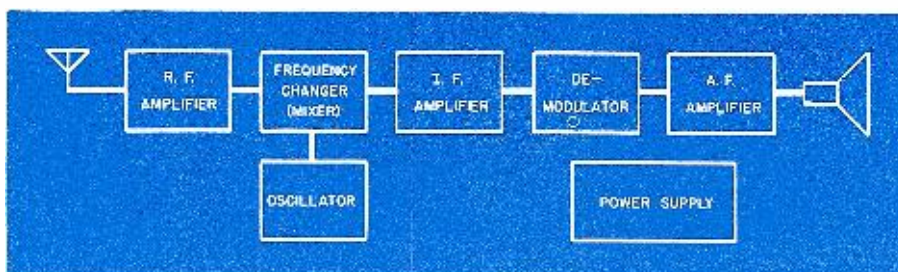 R. F.
AMPLIFIER
FREQUENCY
CHANGER
(MIXER)
I. F.
AMPLIFIER
DE-
MODULATOR
A. F.
AMPLIFIER
OSCILLATOR
POWER SUPPLY